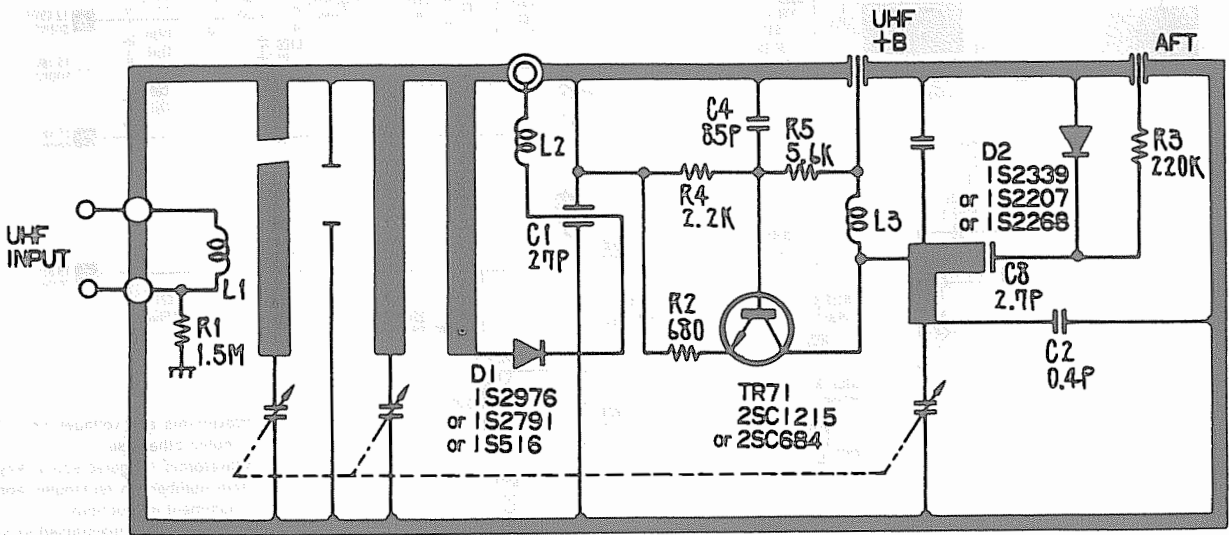 UHF
+B
AFT
C4
85P
R5
5.6K
L2
R4
2.2K
D2
1S2339
or 1S2207
or 1S2268
R3
220K
UHF
INPUT
C1
27P
L3
L1
C8
2.7P
R1
1.5M
R2
680
C2
0.4P
D1
1S2976
or 1S2791
or 1S516
TR71
2SC1215
or 2SC684